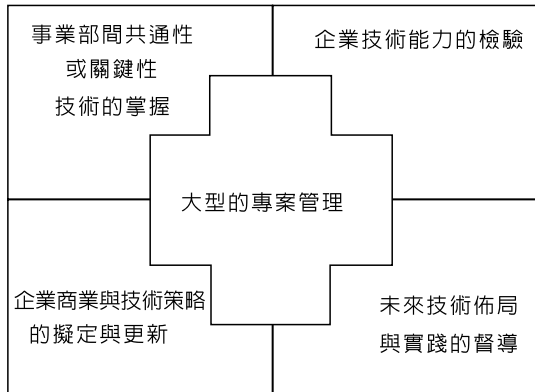 事業部間共通性
或關鍵性
技術的掌握
企業技術能力的檢驗
大型的專案管理
企業商業與技術策略
的擬定與更新
未來技術佈局
與實踐的督導